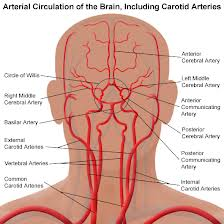 Arterial Circulation of the Brain, Including Carotid Arteries
Circle of Willis
Right Middle
Cerebral Artery
Basilar Artery
External
Carotid Arteries
Vertebral Arteries
Common
Carotid Arteries
Anterior
Cerebral Artery
Left Middle
Cerebral Artery
Anterior
Communicating
Artery
Posterior
Cerebral Artery
Posterior
Communicating
Artery
Internal
Carotid Arteries